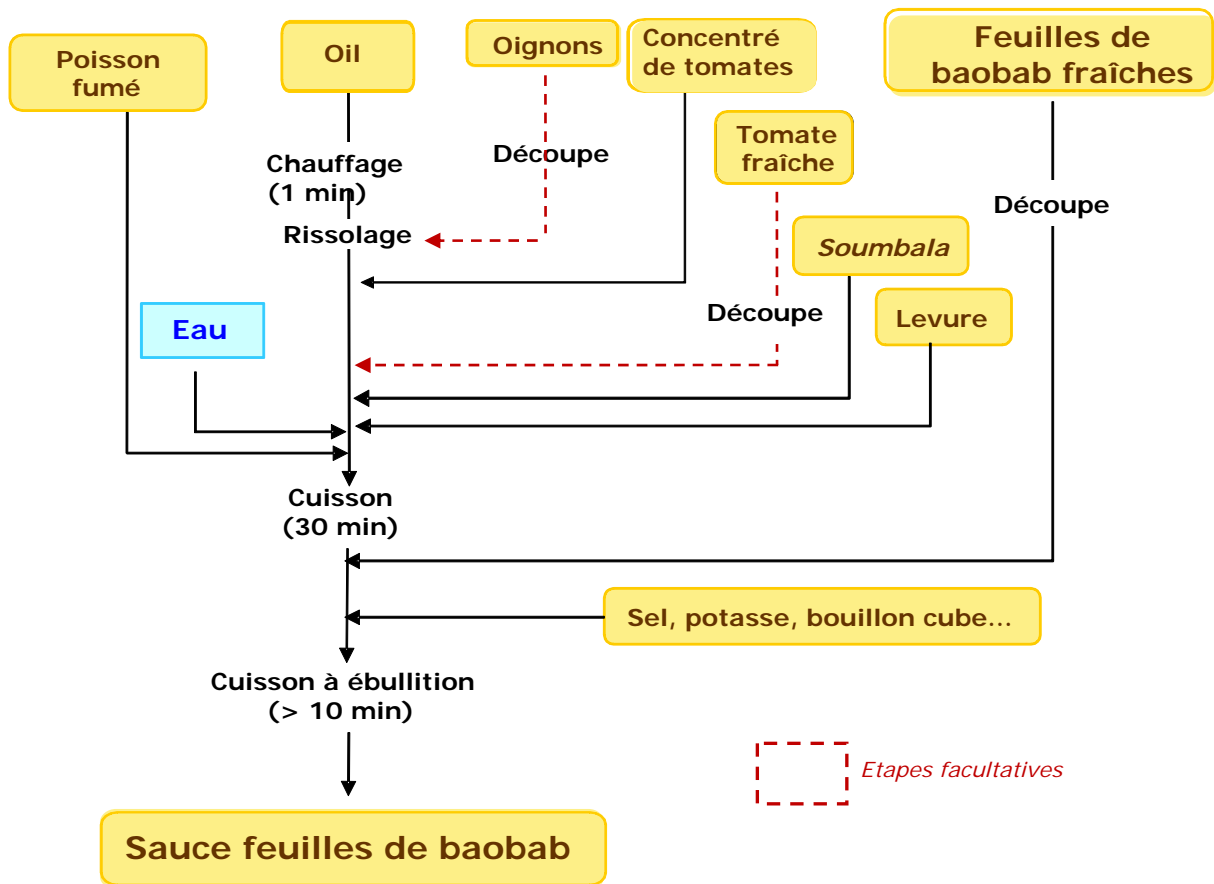 Poisson
fumé
Oil
Oignons
Concentré
de tomates
Feuilles de
baobab fraîches
Tomate
fraîche
Découpe
Chauffage
(1 min)
Découpe
Rissolage
Soumbala
Eau
Découpe
Levure
Cuisson
(30 min)
Sel, potasse, bouillon cube...
Cuisson à ébullition
(> 10 min)
Etapes facultatives
Sauce feuilles de baobab